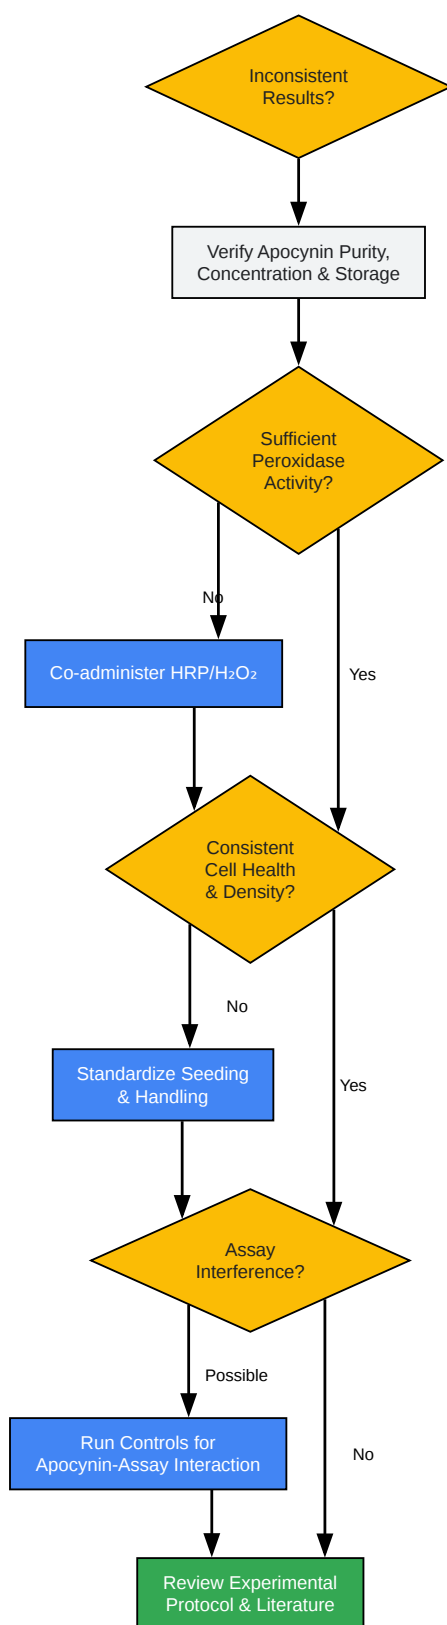 Inconsistent
Results?
Verify Apocynin Purity,
Concentration & Storage
Sufficient
Peroxidase
Activity?
No
Co-administer HRP/H₂O₂
Yes
Consistent
Cell Health
& Density?
No
Standardize Seeding
& Handling
Yes
Assay
Interference?
Possible
Run Controls for
Apocynin-Assay Interaction
No
Review Experimental
Protocol & Literature